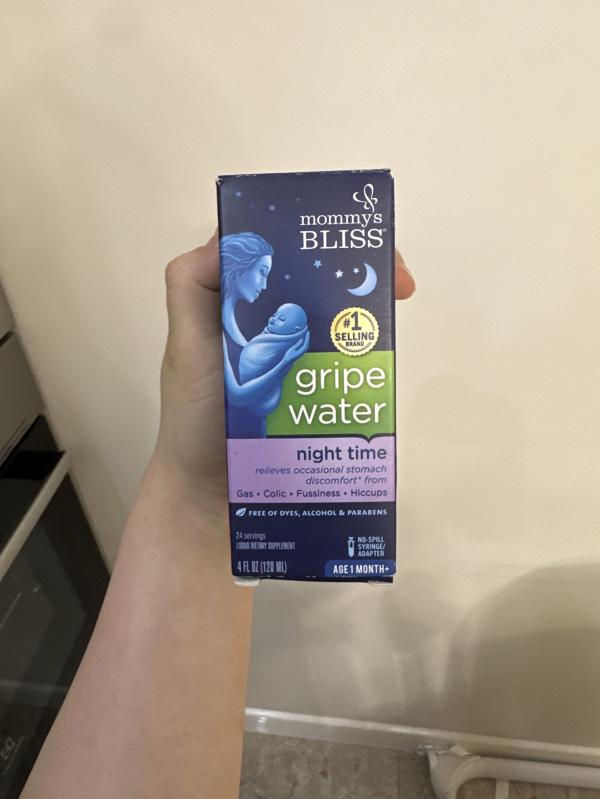 mommy's
BLISS®
#1
SELLING
BRAND
gripe
water
night time
relieves occasional stomach
discomfort* from
Gas • Colic • Fussiness • Hiccups
FREE OF DYES, ALCOHOL & PARABENS
24 servings
LIQUID DIETARY SUPPLEMENT
NO-SPILL
SYRINGE/
ADAPTER
4 FL OZ (120 ML)
AGE 1 MONTH+